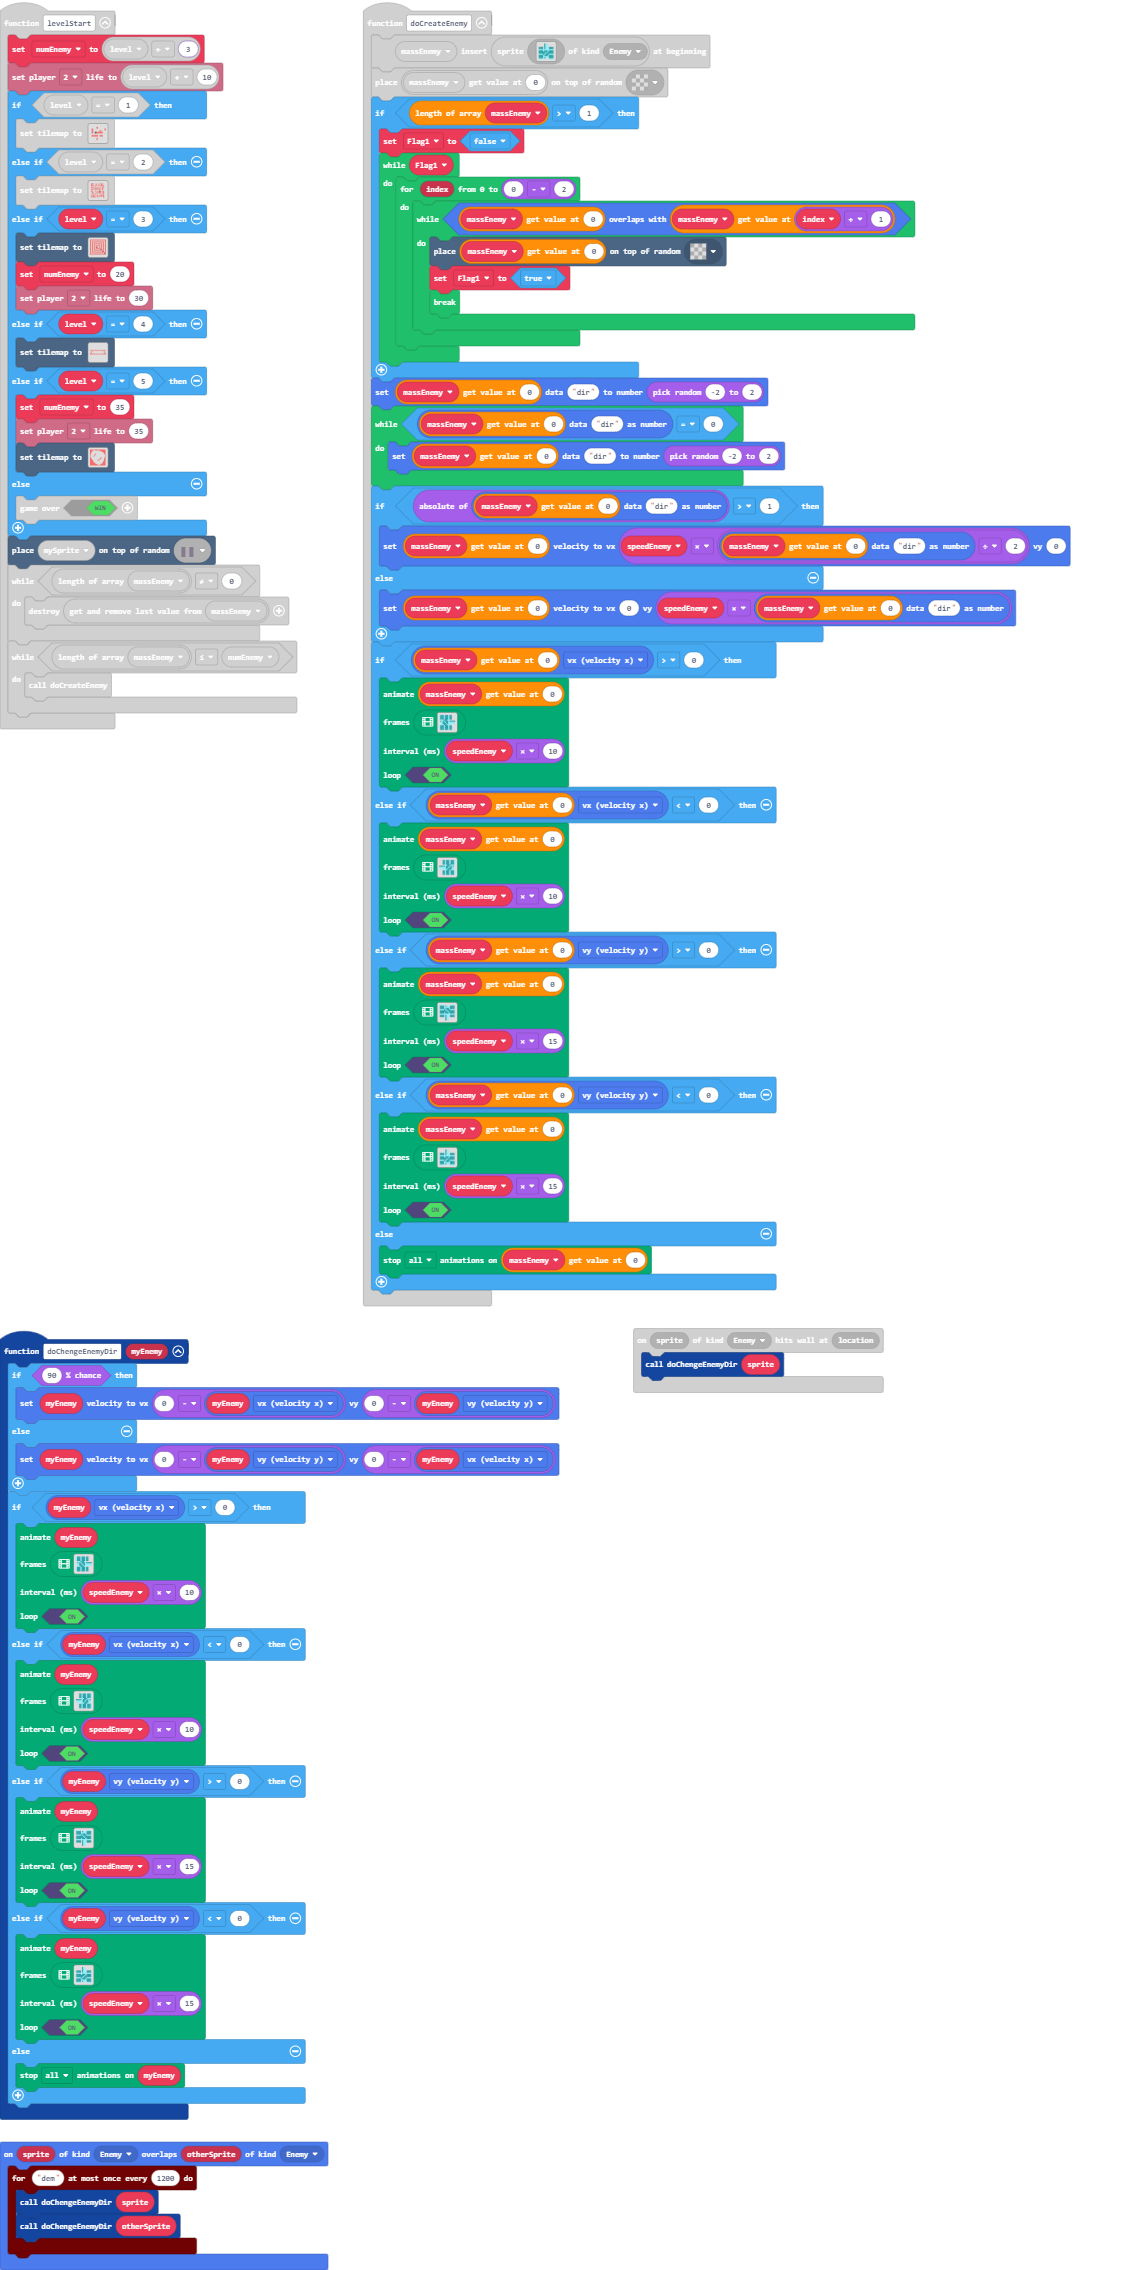 function levelStart
set numEnemy to level + 3
set player 2 life to level + 10
if level = 1 then
set tilemap to
else if level = 2 then
set tilemap to
else if level = 3 then
set tilemap to
set numEnemy to 20
set player 2 life to 30
else if level = 4 then
set tilemap to
else if level = 5 then
set numEnemy to 35
set player 2 life to 35
set tilemap to
else
game over WIN
place mySprite on top of random
while length of array massEnemy ≠ 0
do
destroy get and remove last value from massEnemy
while length of array massEnemy ≤ numEnemy
do
call doCreateEnemy
function doCreateEnemy
massEnemy insert sprite of kind Enemy at beginning
place massEnemy get value at 0 on top of random
if length of array massEnemy > 1 then
set Flag1 to false
while Flag1
do for index from 0 to 0 - 2
do while massEnemy get value at 0 overlaps with massEnemy get value at index + 1
do place massEnemy get value at 0 on top of random
set Flag1 to true
break
set massEnemy get value at 0 data "dir" to number pick random -2 to 2
while massEnemy get value at 0 data "dir" as number = 0
do set massEnemy get value at 0 data "dir" to number pick random -2 to 2
if absolute of massEnemy get value at 0 data "dir" as number > 1 then
set massEnemy get value at 0 velocity to vx speedEnemy × massEnemy get value at 0 data "dir" as number ÷ 2 vy 0
else
set massEnemy get value at 0 velocity to vx 0 vy speedEnemy × massEnemy get value at 0 data "dir" as number
if massEnemy get value at 0 vx (velocity x) > 0 then
animate massEnemy get value at 0
frames
interval (ms) speedEnemy × 10
loop ON
else if massEnemy get value at 0 vx (velocity x) < 0 then
animate massEnemy get value at 0
frames
interval (ms) speedEnemy × 10
loop ON
else if massEnemy get value at 0 vy (velocity y) > 0 then
animate massEnemy get value at 0
frames
interval (ms) speedEnemy × 15
loop ON
else if massEnemy get value at 0 vy (velocity y) < 0 then
animate massEnemy get value at 0
frames
interval (ms) speedEnemy × 15
loop ON
else
stop all animations on massEnemy get value at 0
function doChengeEnemyDir myEnemy
if 90 % chance then
set myEnemy velocity to vx 0 - myEnemy vx (velocity x) vy 0 - myEnemy vy (velocity y)
else
set myEnemy velocity to vx 0 - myEnemy vy (velocity y) vy 0 - myEnemy vx (velocity x)
if myEnemy vx (velocity x) > 0 then
animate myEnemy
frames
interval (ms) speedEnemy × 10
loop ON
else if myEnemy vx (velocity x) < 0 then
animate myEnemy
frames
interval (ms) speedEnemy × 10
loop ON
else if myEnemy vy (velocity y) > 0 then
animate myEnemy
frames
interval (ms) speedEnemy × 15
loop ON
else if myEnemy vy (velocity y) < 0 then
animate myEnemy
frames
interval (ms) speedEnemy × 15
loop ON
else
stop all animations on myEnemy
on sprite of kind Enemy hits wall at location
call doChengeEnemyDir sprite
on sprite of kind Enemy overlaps otherSprite of kind Enemy
for "dem" at most once every 1200 do
call doChengeEnemyDir sprite
call doChengeEnemyDir otherSprite